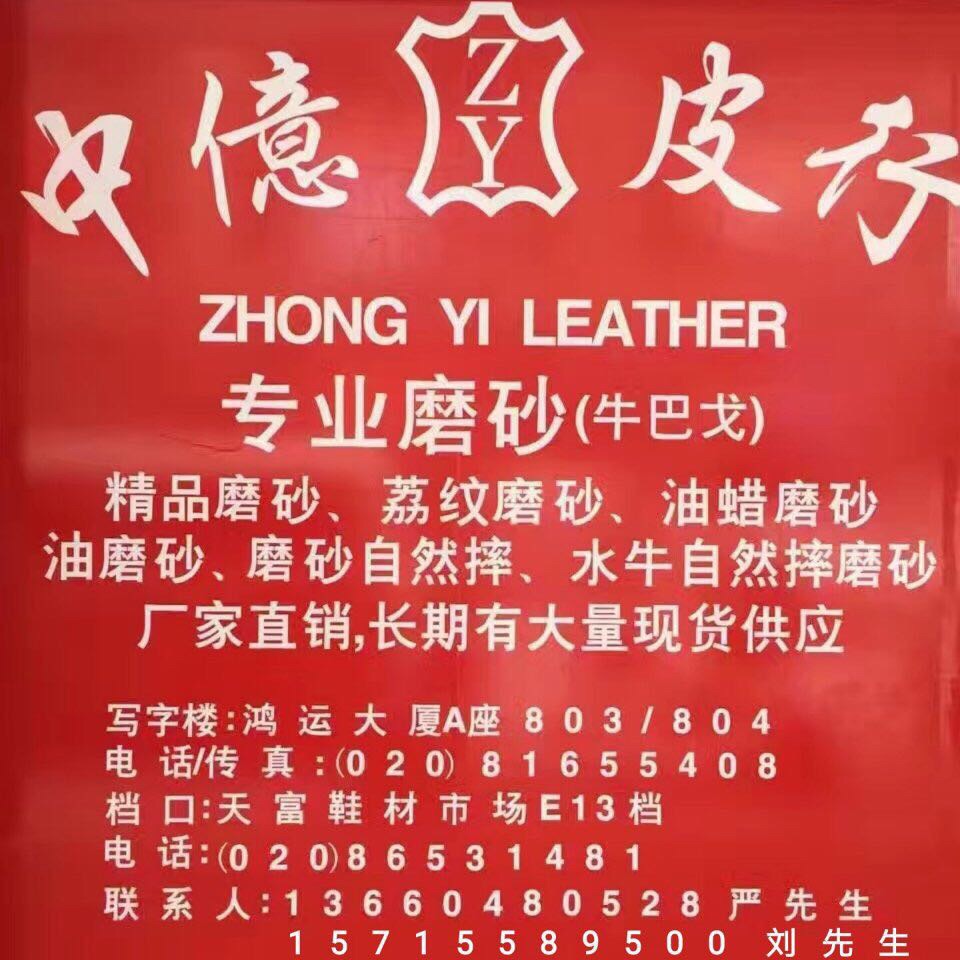 中億 ZY 皮行
ZHONG YI LEATHER
专业磨砂(牛巴戈)
精品磨砂、荔纹磨砂、油蜡磨砂
油磨砂、磨砂自然摔、水牛自然摔磨砂
厂家直销,长期有大量现货供应
写字楼:鸿运大厦A座803/804
电话/传真:(020)81655408
档口:天富鞋材市场E13档
电话:(020)86531481
联系人:13660480528 严先生
15715589500 刘先生